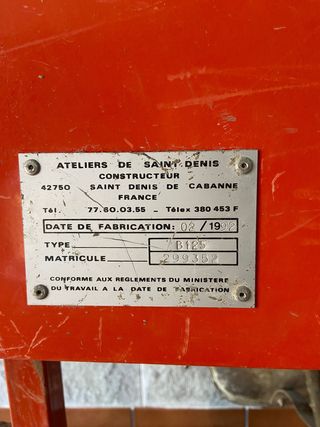 ATELIERS DE SAINT DENIS
CONSTRUCTEUR
42750 SAINT DENIS DE CABANNE
FRANCE
Tél. 77.60.03.55 _ Télex 380 453 F
DATE DE FABRICATION: 02 / 1992
TYPE B125
MATRICULE 299352
CONFORME AUX REGLEMENTS DU MINISTERE
DU TRAVAIL A LA DATE DE FABRICATION